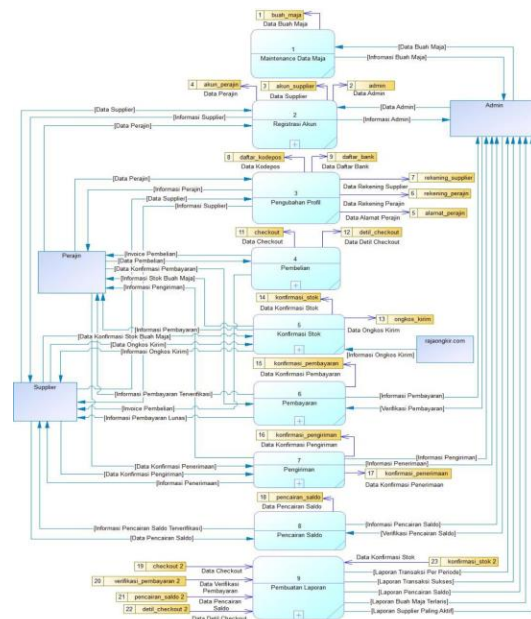 1 buah_maja
Data Buah Maja
1
Maintenance Data Maja
[Data Buah Maja]
[Informasi Buah Maja]
4 akun_perajin
Data Perajin
3 akun_supplier
Data Supplier
2 admin
Data Admin
Admin
[Data Supplier]
[Informasi Supplier]
[Data Perajin]
2
Registrasi Akun
[Data Admin]
[Informasi Admin]
8 daftar_kodepos
Data Kodepos
9 daftar_bank
Data Daftar Bank
[Data Perajin]
[Informasi Perajin]
[Data Supplier]
[Informasi Supplier]
3
Pengubahan Profil
7 rekening_supplier
Data Rekening Supplier
6 rekening_perajin
Data Rekening Perajin
5 alamat_perajin
Data Alamat Perajin
11 checkout
Data Checkout
12 detil_checkout
Data Detil Checkout
Perajin
[Invoice Pembelian]
[Data Pembelian]
[Data Konfirmasi Pembayaran]
[Informasi Stok Buah Maja]
[Informasi Pengiriman]
4
Pembelian
14 konfirmasi_stok
Data Konfirmasi Stok
13 ongkos_kirim
Data Ongkos Kirim
[Informasi Pembayaran]
[Data Konfirmasi Stok Buah Maja]
[Data Ongkos Kirim]
[Informasi Ongkos Kirim]
5
Konfirmasi Stok
[Informasi Ongkos Kirim]
rajaongkir.com
15 konfirmasi_pembayaran
Data Konfirmasi Pembayaran
Supplier
[Informasi Pembayaran Terverifikasi]
[Invoice Pembelian]
[Informasi Pembayaran Lunas]
6
Pembayaran
[Informasi Pembayaran]
[Verifikasi Pembayaran]
16 konfirmasi_pengiriman
Data Konfirmasi Pengiriman
[Data Konfirmasi Penerimaan]
[Data Konfirmasi Pengiriman]
[Informasi Penerimaan]
7
Pengiriman
[Informasi Pengiriman]
[Informasi Penerimaan]
17 konfirmasi_penerimaan
Data Konfirmasi Penerimaan
18 pencairan_saldo
Data Pencairan Saldo
[Informasi Pencairan Saldo Terverifikasi]
[Data Pencairan Saldo]
8
Pencairan Saldo
[Informasi Pencairan Saldo]
[Verifikasi Pencairan Saldo]
19 checkout 2
Data Checkout
20 verifikasi_pembayaran 2
Data Verifikasi
Pembayaran
21 pencairan_saldo 2
Data Pencairan
Saldo
22 detil_checkout 2
Data Detil Checkout
9
Pembuatan Laporan
Data Konfirmasi Stok
23 konfirmasi_stok 2
[Laporan Transaksi Per Periode]
[Laporan Transaksi Sukses]
[Laporan Pencairan Saldo]
[Laporan Buah Maja Terlaris]
[Laporan Supplier Paling Aktif]